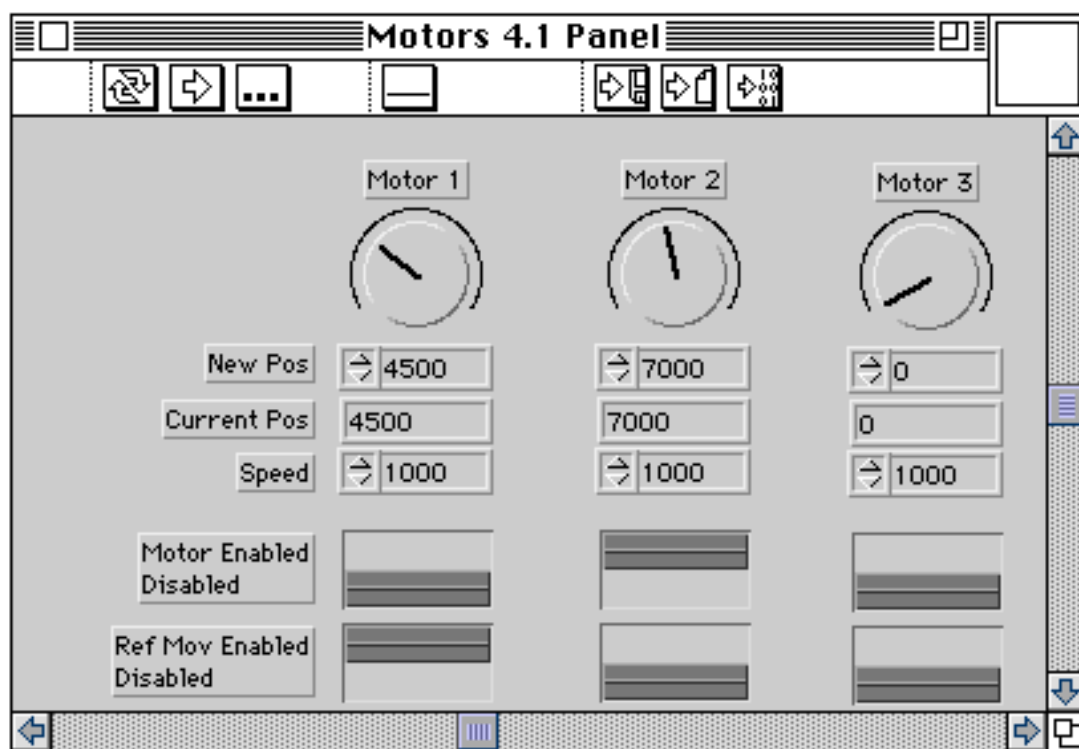 Motors 4.1 Panel
Motor 1
Motor 2
Motor 3
New Pos
4500
7000
0
Current Pos
4500
7000
0
Speed
1000
1000
1000
Motor Enabled
Disabled
Ref Mov Enabled
Disabled